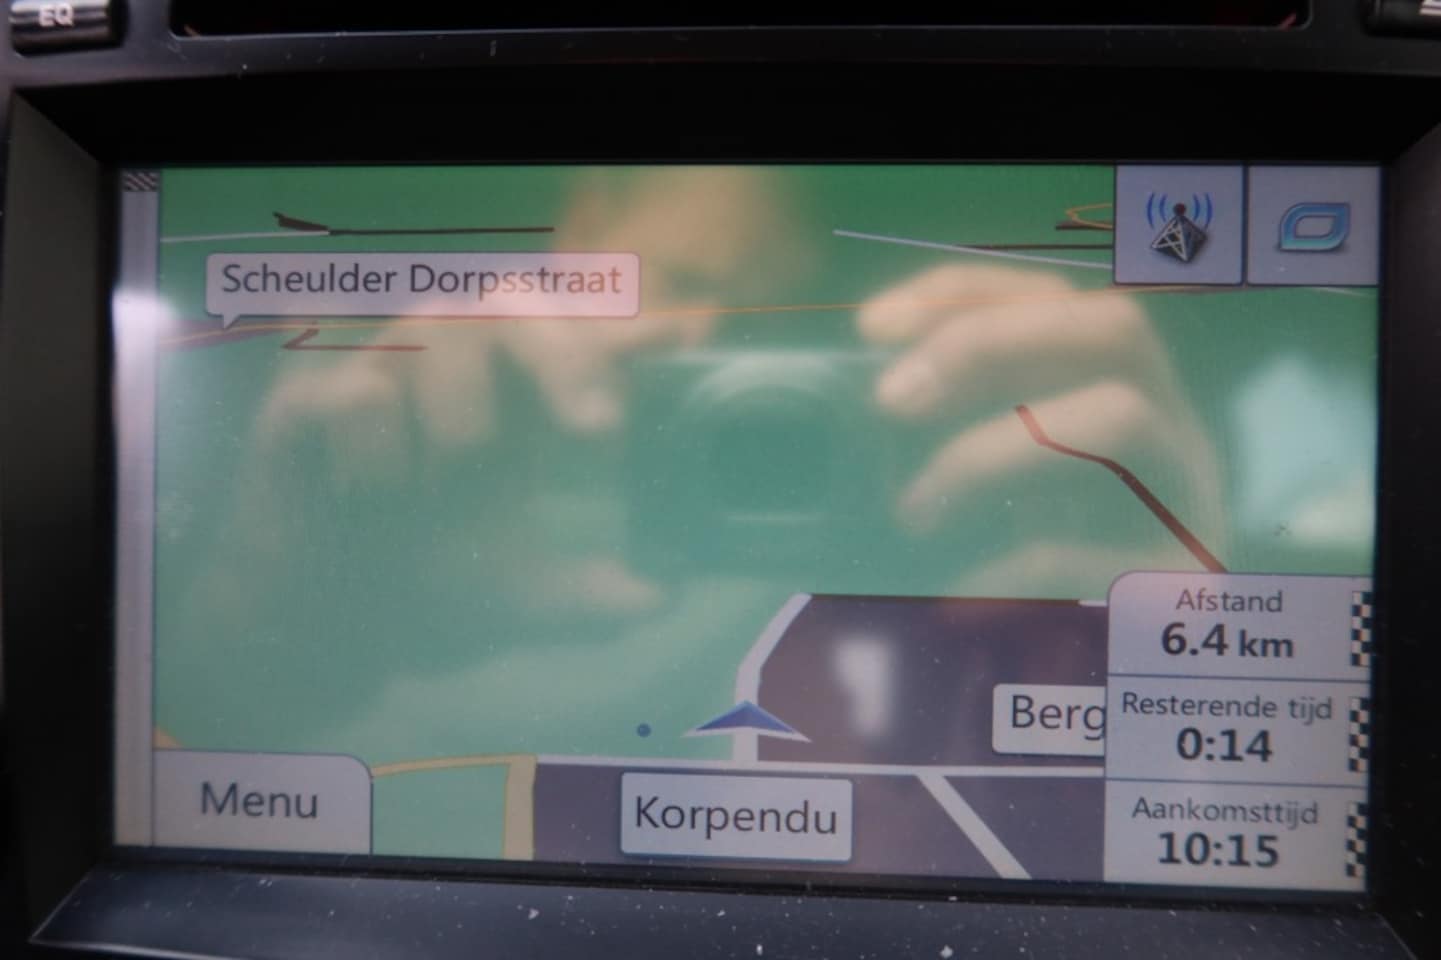 EQ
Scheulder Dorpsstraat
Afstand
6.4 km
Berg
Resterende tijd
0:14
Menu
Korpendu
Aankomsttijd
10:15